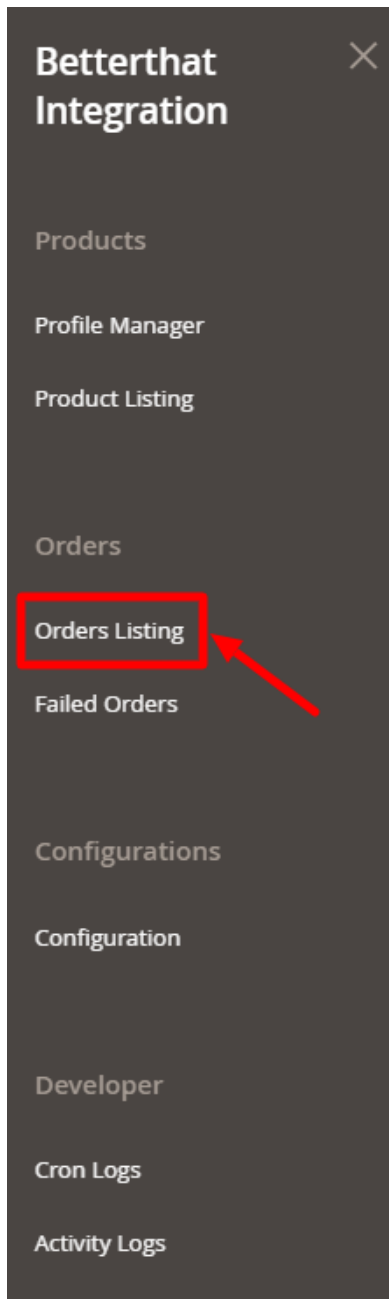 Betterthat
Integration
Products
Profile Manager
Product Listing
Orders
Orders Listing
Failed Orders
Configurations
Configuration
Developer
Cron Logs
Activity Logs